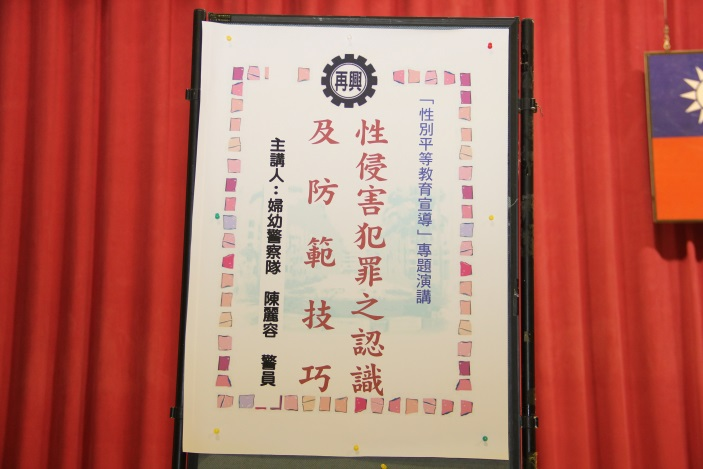 再興
「性別平等教育宣導」專題演講
性侵害犯罪之認識
及防範技巧
主講人：婦幼警察隊 陳麗容 警員